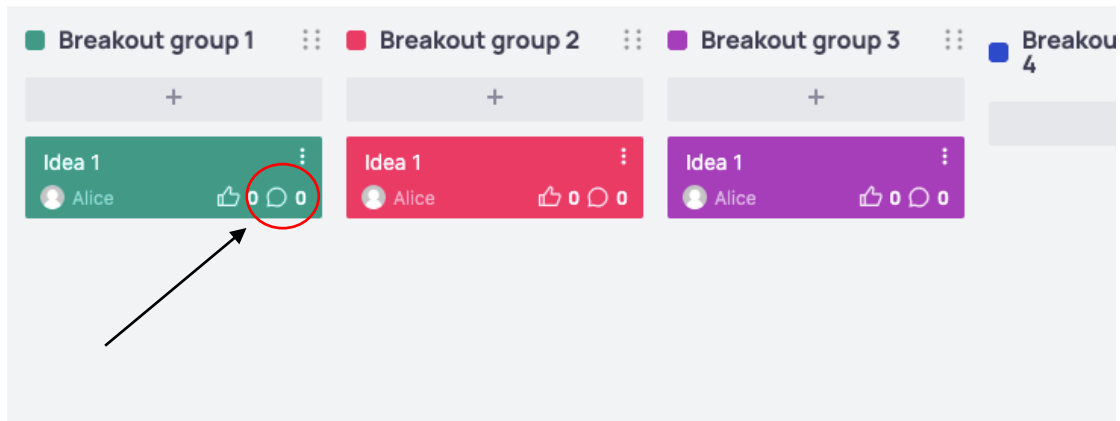 Breakout group 1
Breakout group 2
Breakout group 3
4
+
+
+
Idea 1
Alice
0 0
Idea 1
Alice
0 0
Idea 1
Alice
0 0